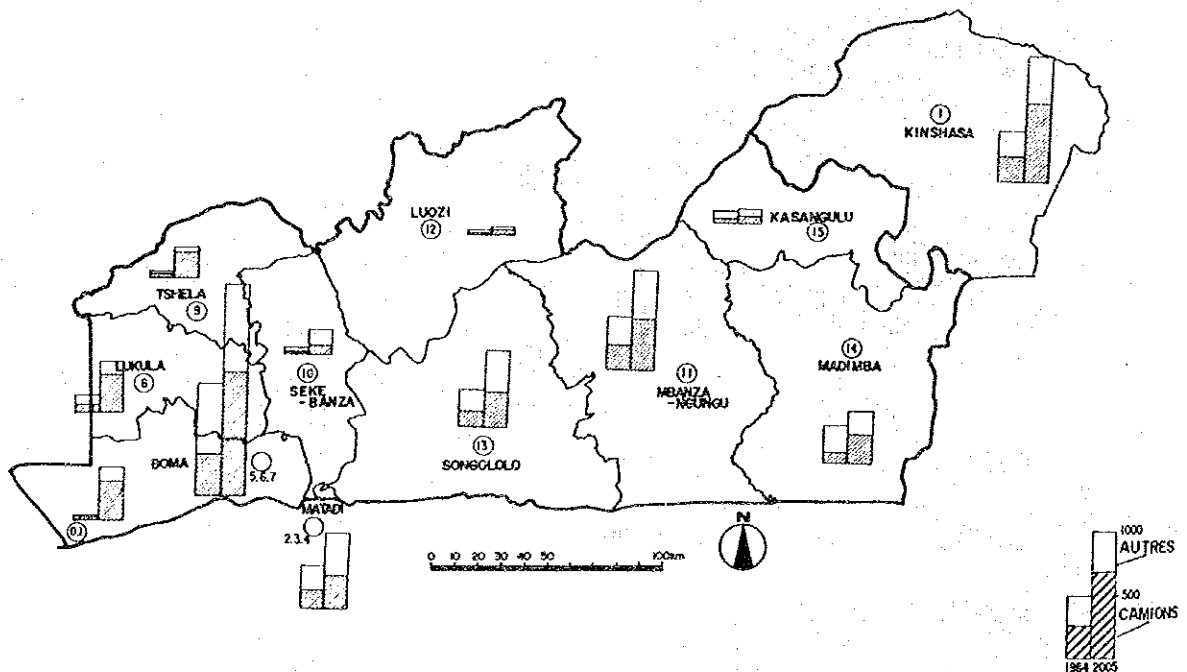 ①
KINSHASA
LUOZI
⑫
KASANGULU
⑮
TSHELA
⑨
LUKULA
⑧
⑩
SEKE
-BANZA
⑪
MBANZA
-NGUNGU
⑭
MADIMBA
⑬
SONGOLOLO
BOMA
5.6.7
MATADI
2.3.4
N
0 10 20 30 40 50 100km
1000
AUTRES
500
CAMIONS
1984 2005